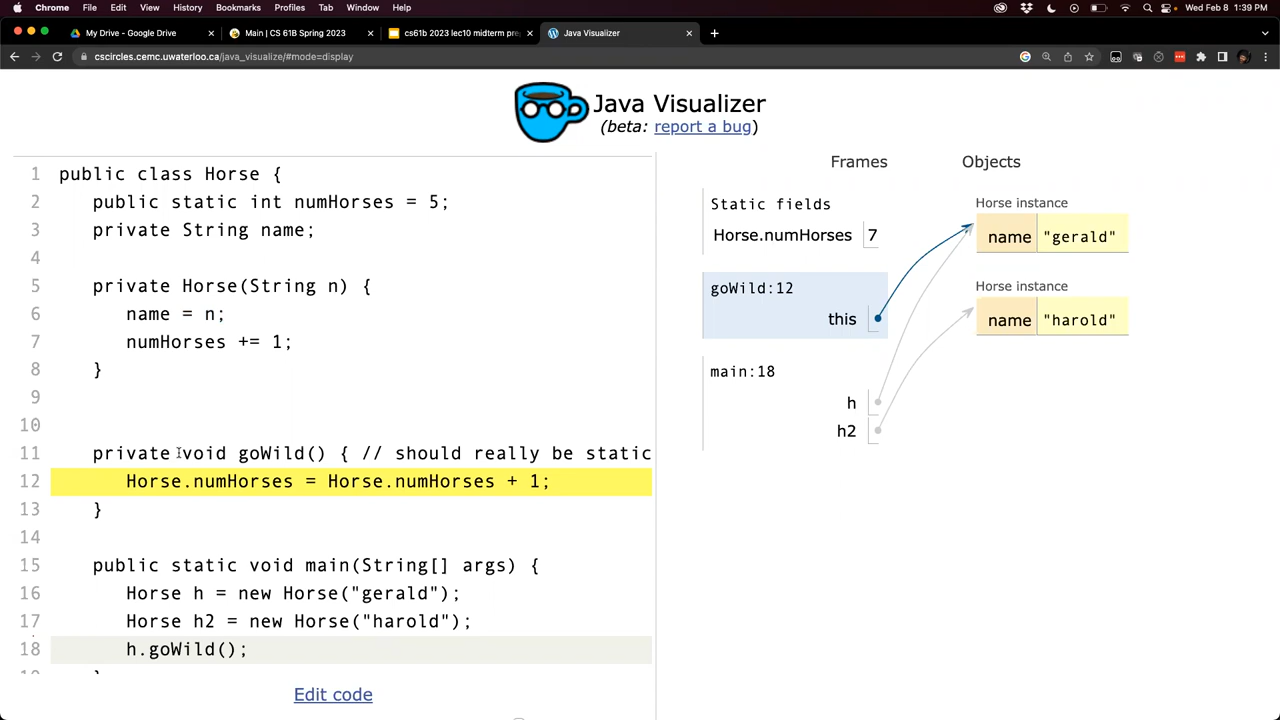 Chrome File Edit View History Bookmarks Profiles Tab Window Help Wed Feb 8 1:39 PM
My Drive - Google Drive Main | CS 61B Spring 2023 cs61b 2023 lec10 midterm pre Java Visualizer
cscircles.cemc.uwaterloo.ca/java_visualize/#mode=display
Java Visualizer
(beta: report a bug)
Frames Objects
1 public class Horse {
2 public static int numHorses = 5;
3 private String name;
4
5 private Horse(String n) {
6 name = n;
7 numHorses += 1;
8 }
9
10
11 private void goWild() { // should really be static
12 Horse.numHorses = Horse.numHorses + 1;
13 }
14
15 public static void main(String[] args) {
16 Horse h = new Horse("gerald");
17 Horse h2 = new Horse("harold");
18 h.goWild();
Edit code
Static fields
Horse.numHorses 7
goWild:12
this
main:18
h
h2
Horse instance
name "gerald"
Horse instance
name "harold"